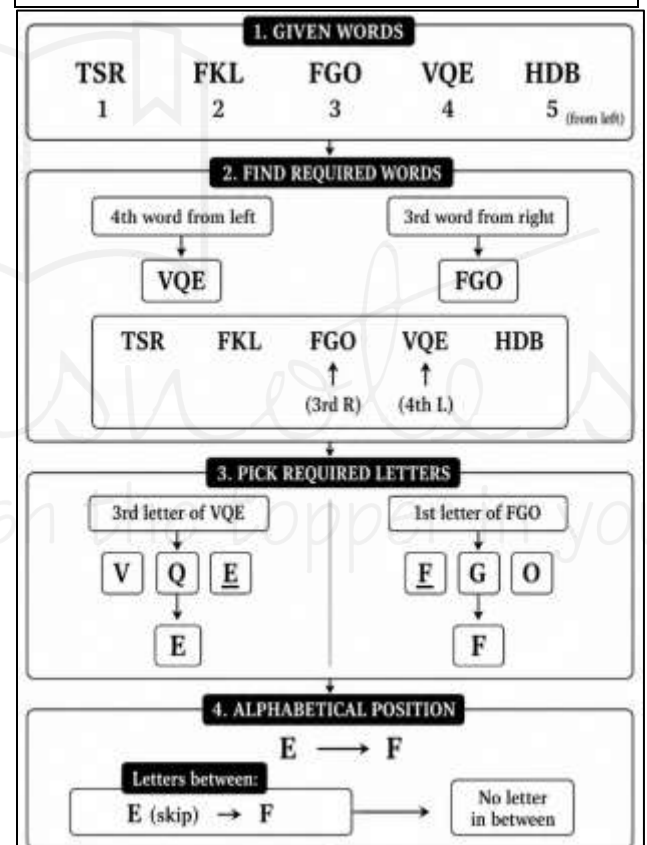 1. GIVEN WORDS
TSR FKL FGO VQE HDB
1 2 3 4 5 (from left)
2. FIND REQUIRED WORDS
4th word from left 3rd word from right
VQE FGO
TSR FKL FGO VQE HDB
↑ ↑
(3rd R) (4th L)
3. PICK REQUIRED LETTERS
3rd letter of VQE 1st letter of FGO
V Q E F G O
E F
4. ALPHABETICAL POSITION
E → F
Letters between:
E (skip) → F
No letter
in between